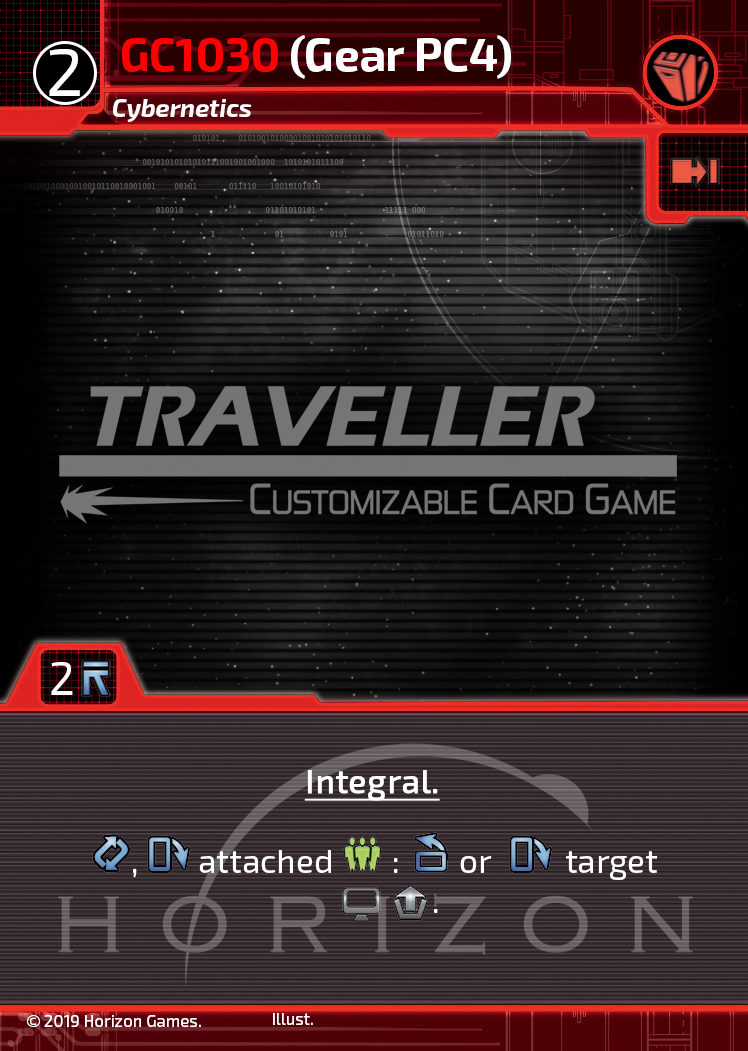 2
GC1030 (Gear PC4)
Cybernetics
TRAVELLER
CUSTOMIZABLE CARD GAME
2
Integral.
, attached : or target
.
HORIZON
© 2019 Horizon Games. Illust.